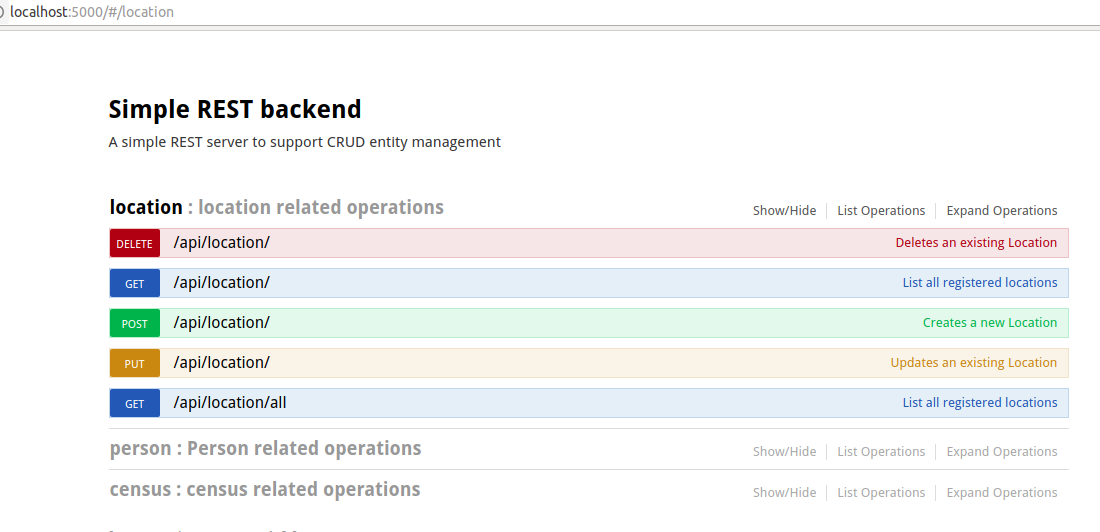 localhost:5000/#/location
Simple REST backend
A simple REST server to support CRUD entity management
location : location related operations Show/Hide List Operations Expand Operations
DELETE /api/location/ Deletes an existing Location
GET /api/location/ List all registered locations
POST /api/location/ Creates a new Location
PUT /api/location/ Updates an existing Location
GET /api/location/all List all registered locations
person : Person related operations Show/Hide List Operations Expand Operations
census : census related operations Show/Hide List Operations Expand Operations